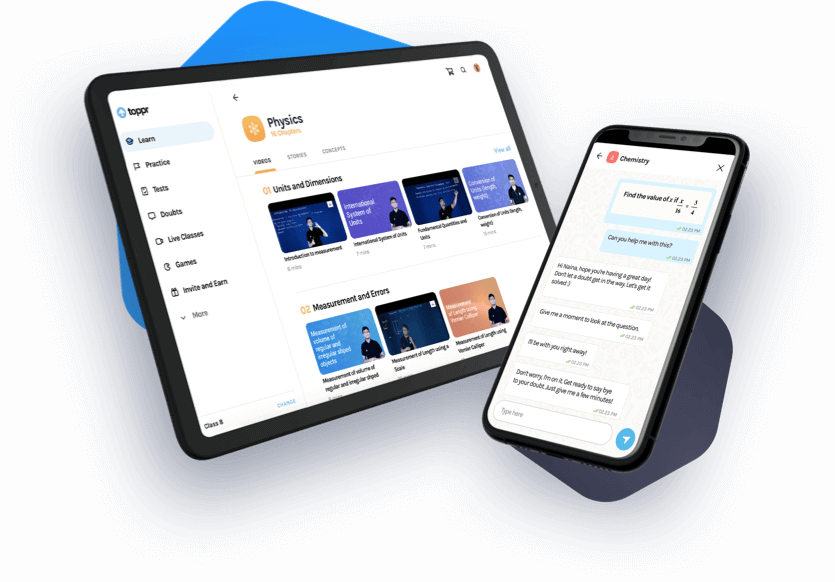 toppr
Learn
Practice
Tests
Doubts
Live Classes
Games
Invite and Earn
More
Class 8
CHANGE
Physics
16 Chapters
VIDEOS
STORIES
CONCEPTS
View all
01 Units and Dimensions
Introduction to measurement
6 mins
International
System of
Units
International System of Units
7 mins
Fundamental Quantities and
Units
7 mins
Conversion of
Units (length,
weight)
Conversion of Units (length,
weight)
5 mins
02 Measurement and Errors
Measurement of
volume of
regular and
irregular shped
objects
Measurement of volume of
regular and irregular shped
Measurement of Length using a
Scale
Measurement
of Length using
Vernier Calliper
Measurement of Length using
Vernier Calliper
Chemistry
Find the value of x if x/16 = 3/4
02:23 PM
Can you help me with this?
02:23 PM
Hi Naina, hope you're having a great day!
Don't let a doubt get in the way. Let's get it
solved :)
02:23 PM
Give me a moment to look at the question.
02:23 PM
I'll be with you right away!
02:23 PM
Don't worry, I'm on it. Get ready to say bye
to your doubt. Just give me a few minutes!
02:23 PM
Type here